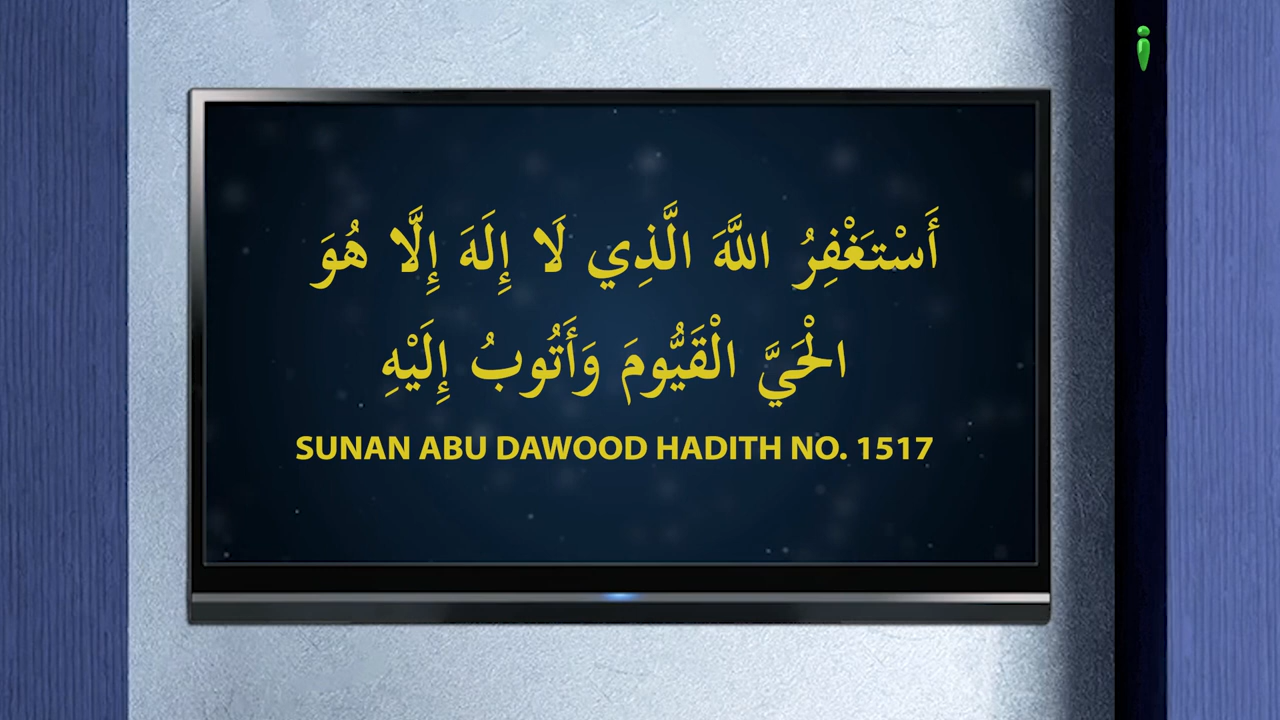 أَسْتَغْفِرُ اللَّهَ الَّذِي لَا إِلَهَ إِلَّا هُوَ
الْحَيَّ الْقَيُّومَ وَأَتُوبُ إِلَيْهِ
SUNAN ABU DAWOOD HADITH NO. 1517